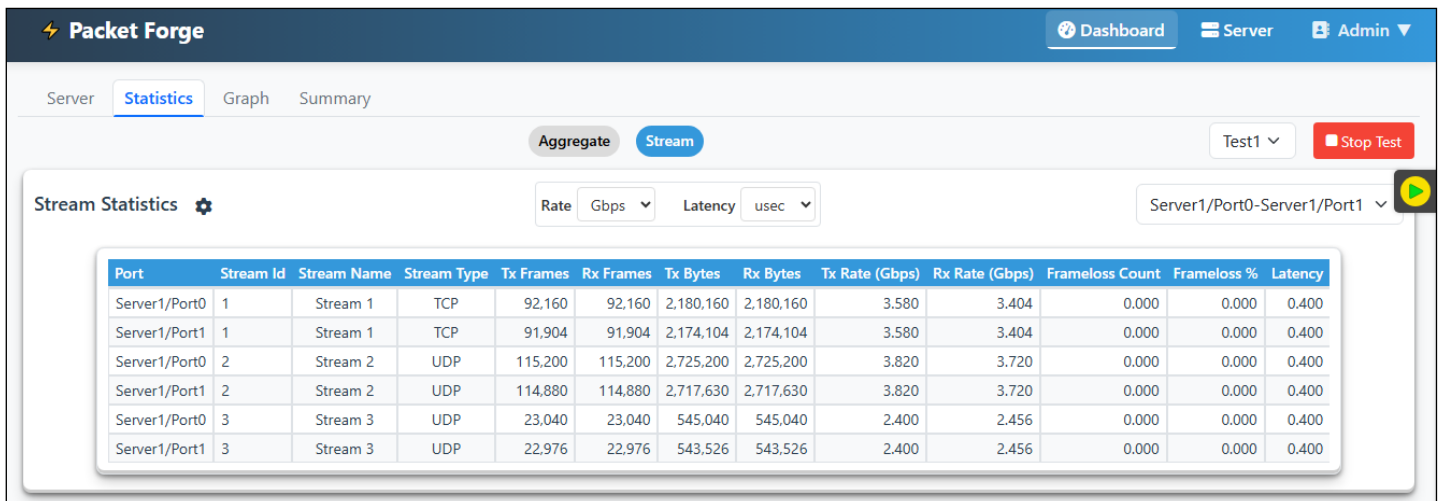 Packet Forge
Dashboard Server Admin ▼
Server Statistics Graph Summary
Aggregate Stream Test1 Stop Test
Stream Statistics Rate Gbps Latency usec Server1/Port0-Server1/Port1
Port Stream Id Stream Name Stream Type Tx Frames Rx Frames Tx Bytes Rx Bytes Tx Rate (Gbps) Rx Rate (Gbps) Frameloss Count Frameloss % Latency
Server1/Port0 1 Stream 1 TCP 92,160 92,160 2,180,160 2,180,160 3.580 3.404 0.000 0.000 0.400
Server1/Port1 1 Stream 1 TCP 91,904 91,904 2,174,104 2,174,104 3.580 3.404 0.000 0.000 0.400
Server1/Port0 2 Stream 2 UDP 115,200 115,200 2,725,200 2,725,200 3.820 3.720 0.000 0.000 0.400
Server1/Port1 2 Stream 2 UDP 114,880 114,880 2,717,630 2,717,630 3.820 3.720 0.000 0.000 0.400
Server1/Port0 3 Stream 3 UDP 23,040 23,040 545,040 545,040 2.400 2.456 0.000 0.000 0.400
Server1/Port1 3 Stream 3 UDP 22,976 22,976 543,526 543,526 2.400 2.456 0.000 0.000 0.400